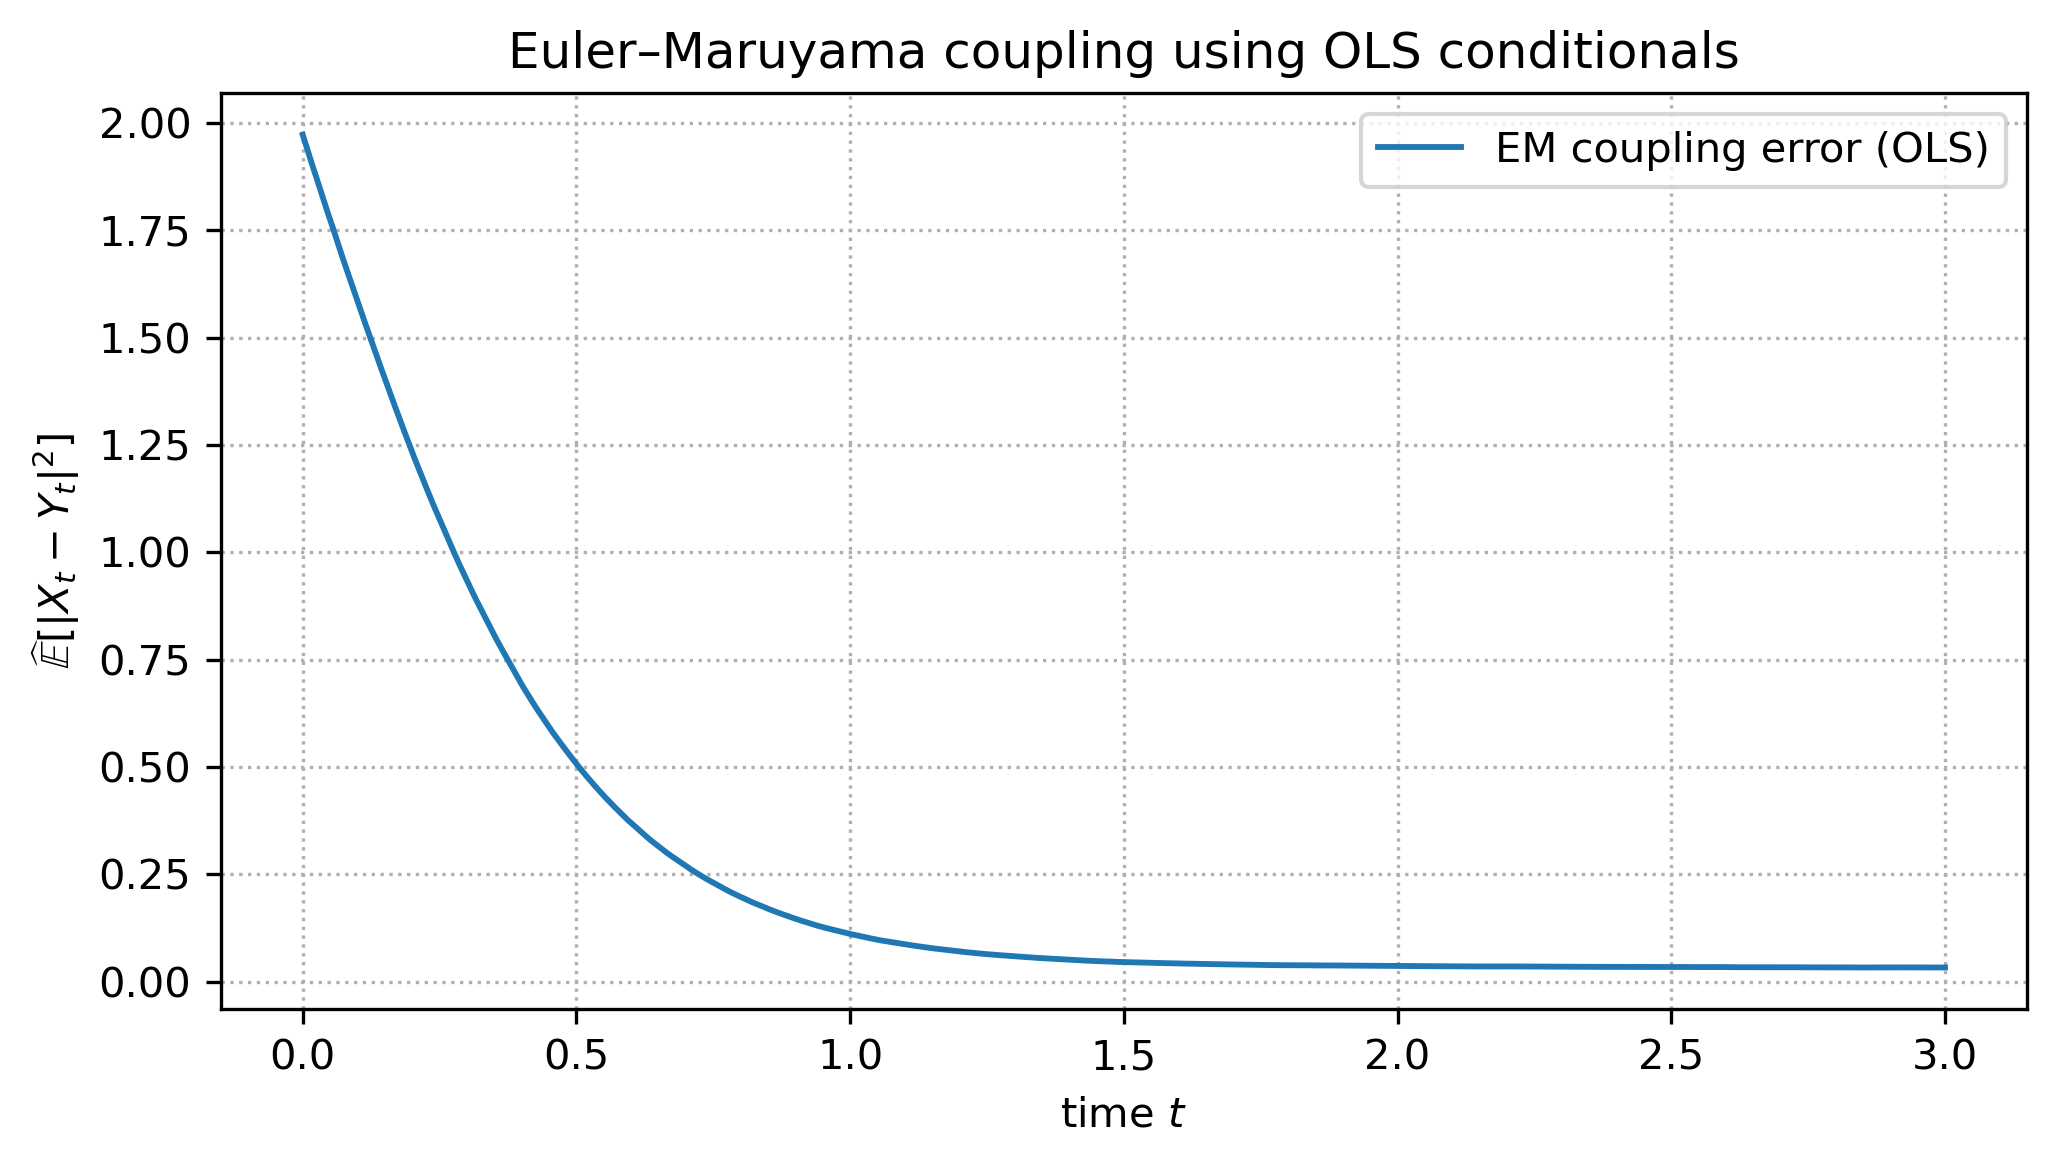 Euler–Maruyama coupling using OLS conditionals
EM coupling error (OLS)
$\widehat{\mathbb{E}}[|X_t - Y_t|^2]$
2.00
1.75
1.50
1.25
1.00
0.75
0.50
0.25
0.00
0.0 0.5 1.0 1.5 2.0 2.5 3.0
time t